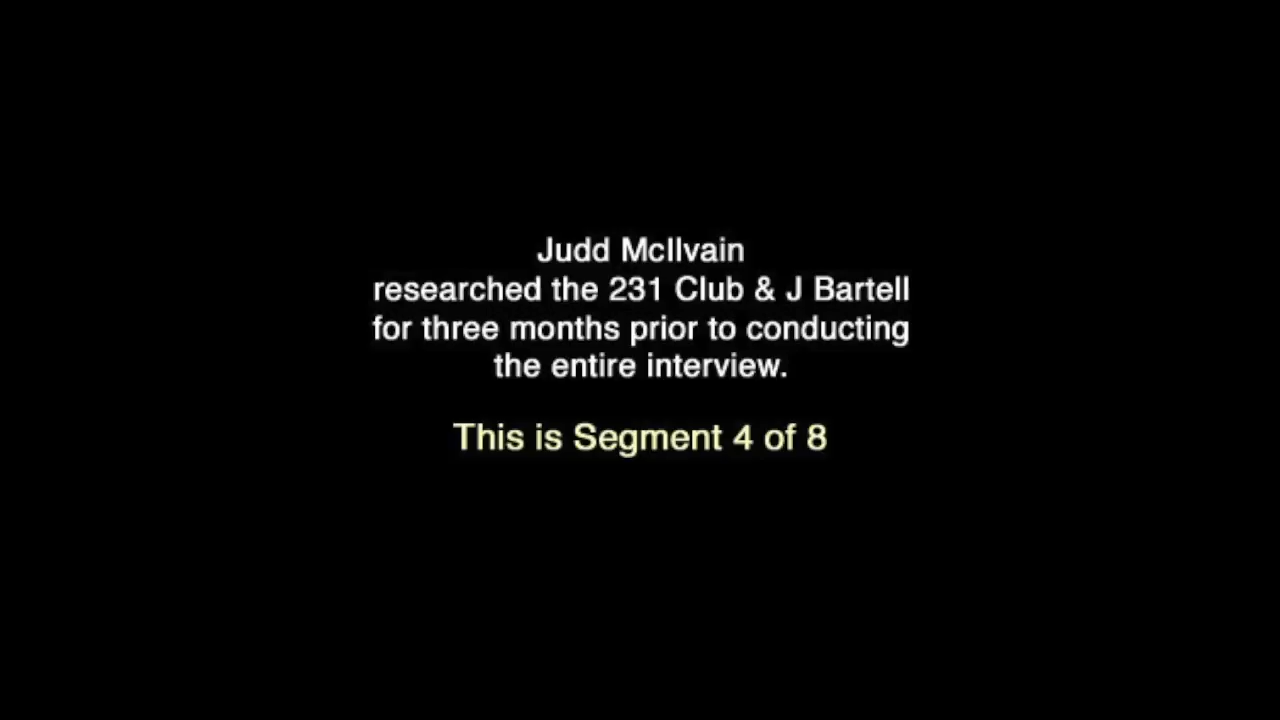 Judd McIlvain
researched the 231 Club & J Bartell
for three months prior to conducting
the entire interview.
This is Segment 4 of 8